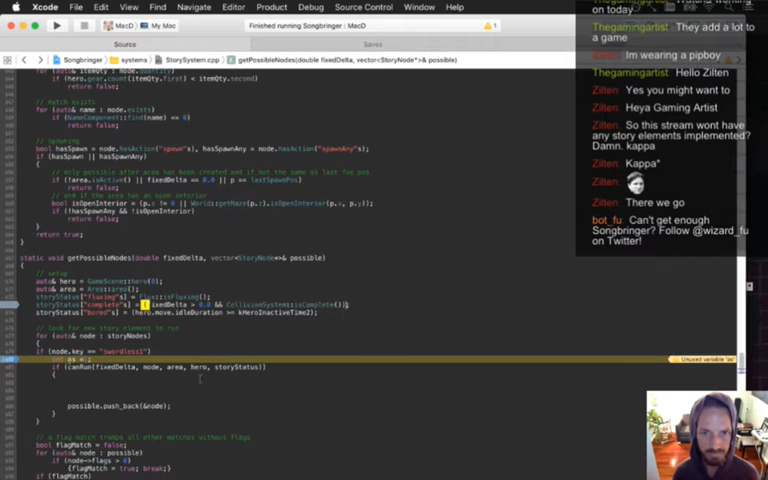 Xcode File Edit View Find Navigate Editor Product Debug Source Control Window Help
MacD My Mac
Finished running Songbringer : MacD
1
Source
Saves
Songbringer systems StorySystem.cpp getPossibleNodes(double fixedDelta, vector<StoryNode*>& possible)
if (hero.gear.count(itemQty.first) < itemQty.second)
return false;
// match exists
for (auto& name : node.exists)
if (NameComponent::find(name) == 0)
return false;
// spawning
bool hasSpawn = node.hasAction("spawn"s), hasSpawnAny = node.hasAction("spawnAny"s);
if (hasSpawn || hasSpawnAny)
{
// Only possible after area has been created and if not the same as last foe pos
if (!area.isActive() || fixedDelta == 0.0 || p == lastSpawnPos)
return false;
// and if the area has an open interior
bool isOpenInterior = (p.z != 0 || World::getMaze(p.z).isOpenInterior(p.x, p.y));
if (!hasSpawnAny && !isOpenInterior)
return false;
}
return true;
}
static void getPossibleNodes(double fixedDelta, vector<StoryNode*>& possible)
{
// setup
auto& hero = GameScene::hero(0);
auto& area = Area::area();
storyStatus["fluxing"s] = Flux::isFluxing();
storyStatus["complete"s] = (fixedDelta > 0.0 && CollisionSystem::isComplete());
storyStatus["bored"s] = (hero.move.idleDuration >= kHeroInactiveTime2);
// look for new story element to run
for (auto& node : storyNodes)
{
if (node.key == "swordless1")
Unused variable "as"
if (canRun(fixedDelta, node, area, hero, storyStatus))
{
possible.push_back(&node);
}
}
// a flag match trumps all other matches without flags
bool flagMatch = false;
for (auto& node : possible)
if (node->flags > 0)
{flagMatch = true; break;}
if (flagMatch)
on today
Thegamingartist They add a lot to
a game
Im wearing a pipboy
Thegamingartist Hello Zilten
Zilten Yes you might want to
Zilten Heya Gaming Artist
Zilten So this stream wont have
any story elements implemented?
Damn. kappa
Zilten Kappa*
Zilten
Zilten There we go
bot_fu Can't get enough
Songbringer? Follow @wizard_fu
on Twitter!